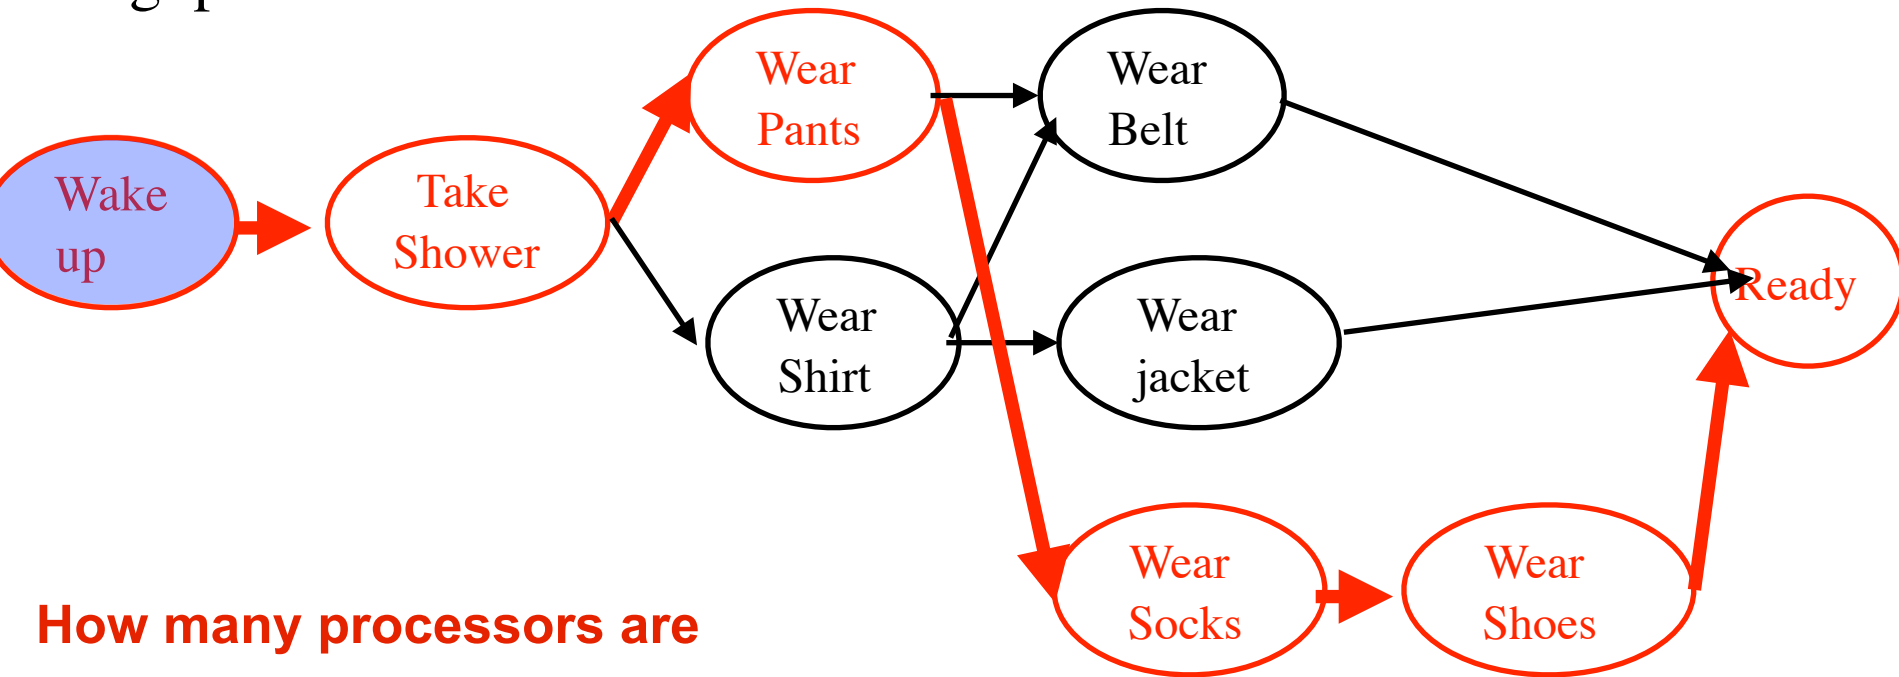 Wake
up
Take
Shower
Wear
Pants
Wear
Shirt
Wear
Belt
Wear
jacket
Wear
Socks
Wear
Shoes
Ready
How many processors are